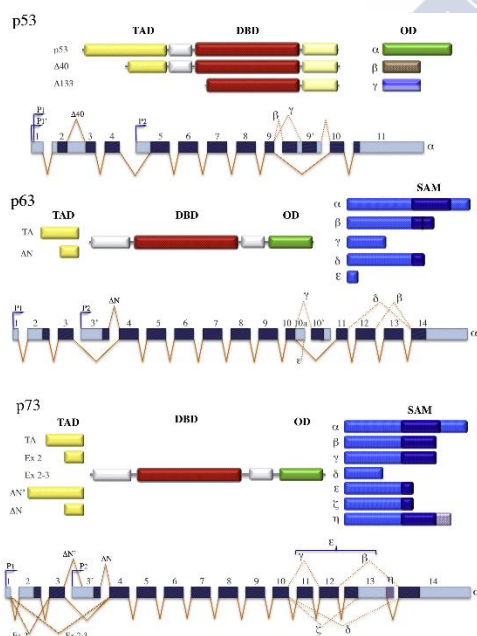 p53
TAD DBD OD
p53 α
Δ40 β
Δ133 γ
P1 Δ40 P2 β γ
P1'
1 2 3 4 5 6 7 8 9 9' 10 11 α
p63
SAM
TAD DBD OD α
TA β
ΔN γ
δ
ε
P1 P2 ΔN γ δ β
1 2 3 3' 4 5 6 7 8 9 10 10a 10' 11 12 13 14 α
ε
p73
TAD DBD OD SAM
TA α
Ex 2 β
Ex 2-3 γ
ΔN' δ
ΔN ε
ζ
η
ε
P1 ΔN' P2 ΔN γ β
1 2 3 3' 4 5 6 7 8 9 10 11 12 13 η 14 α
Ex 2 Ex 2-3 ζ δ